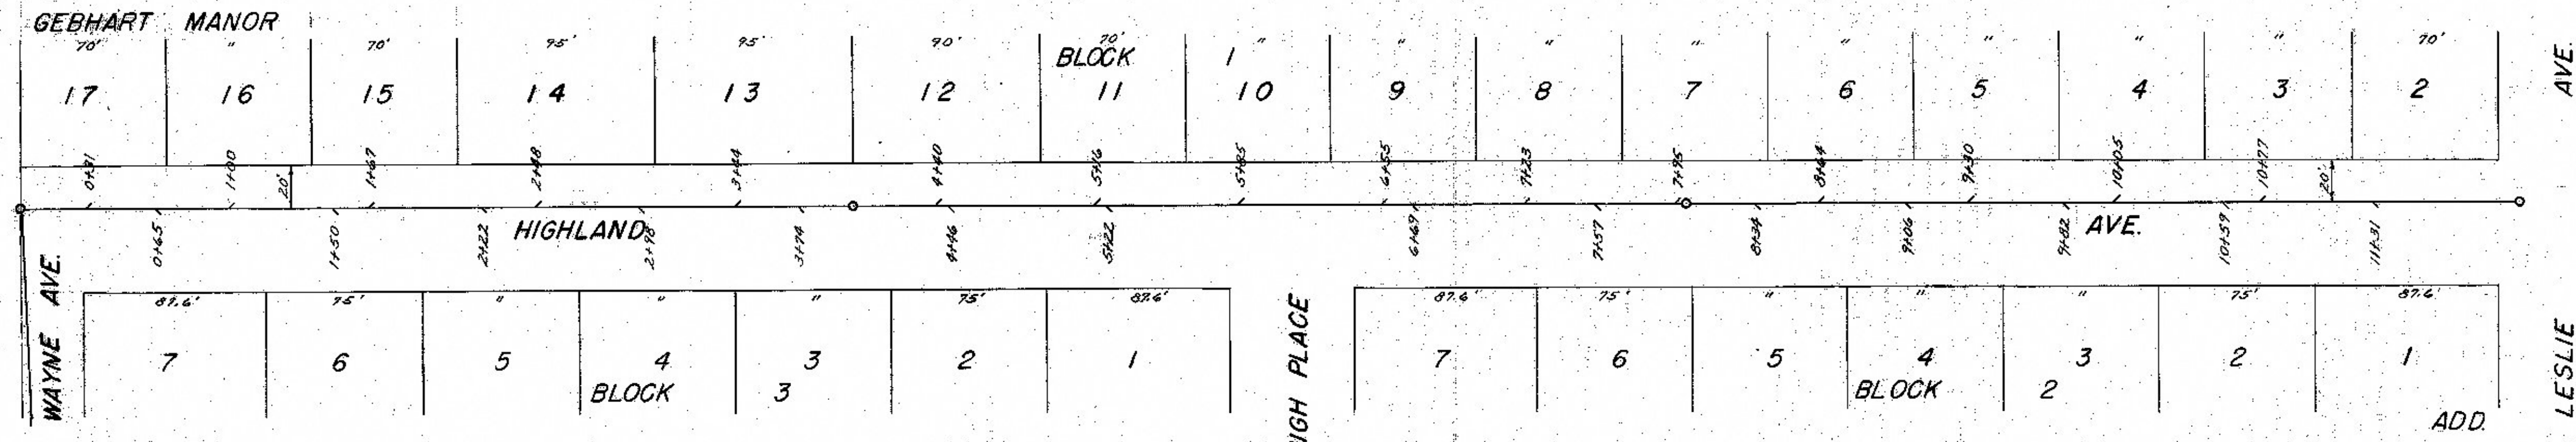 GEBHART MANOR
70' " 70' 95' 95' 90' 70' " " " " " " " " 70'
BLOCK 1
17 16 15 14 13 12 11 10 9 8 7 6 5 4 3 2
0+31 1+00 1+67 2+48 3+44 4+40 5+16 5+85 6+55 7+23 7+95 8+64 9+30 10+05 10+77
20' 20'
HIGHLAND AVE.
0+65 1+50 2+22 2+98 3+74 4+46 5+22 6+69 7+57 8+34 9+06 9+82 10+59 11+31
87.6' 75' " " " 75' 87.6' 87.6' 75' " " " 75' 87.6'
7 6 5 4 3 2 1 7 6 5 4 3 2 1
BLOCK 3 BLOCK 2
ADD.
WAYNE AVE.
IGH PLACE
LESLIE AVE.